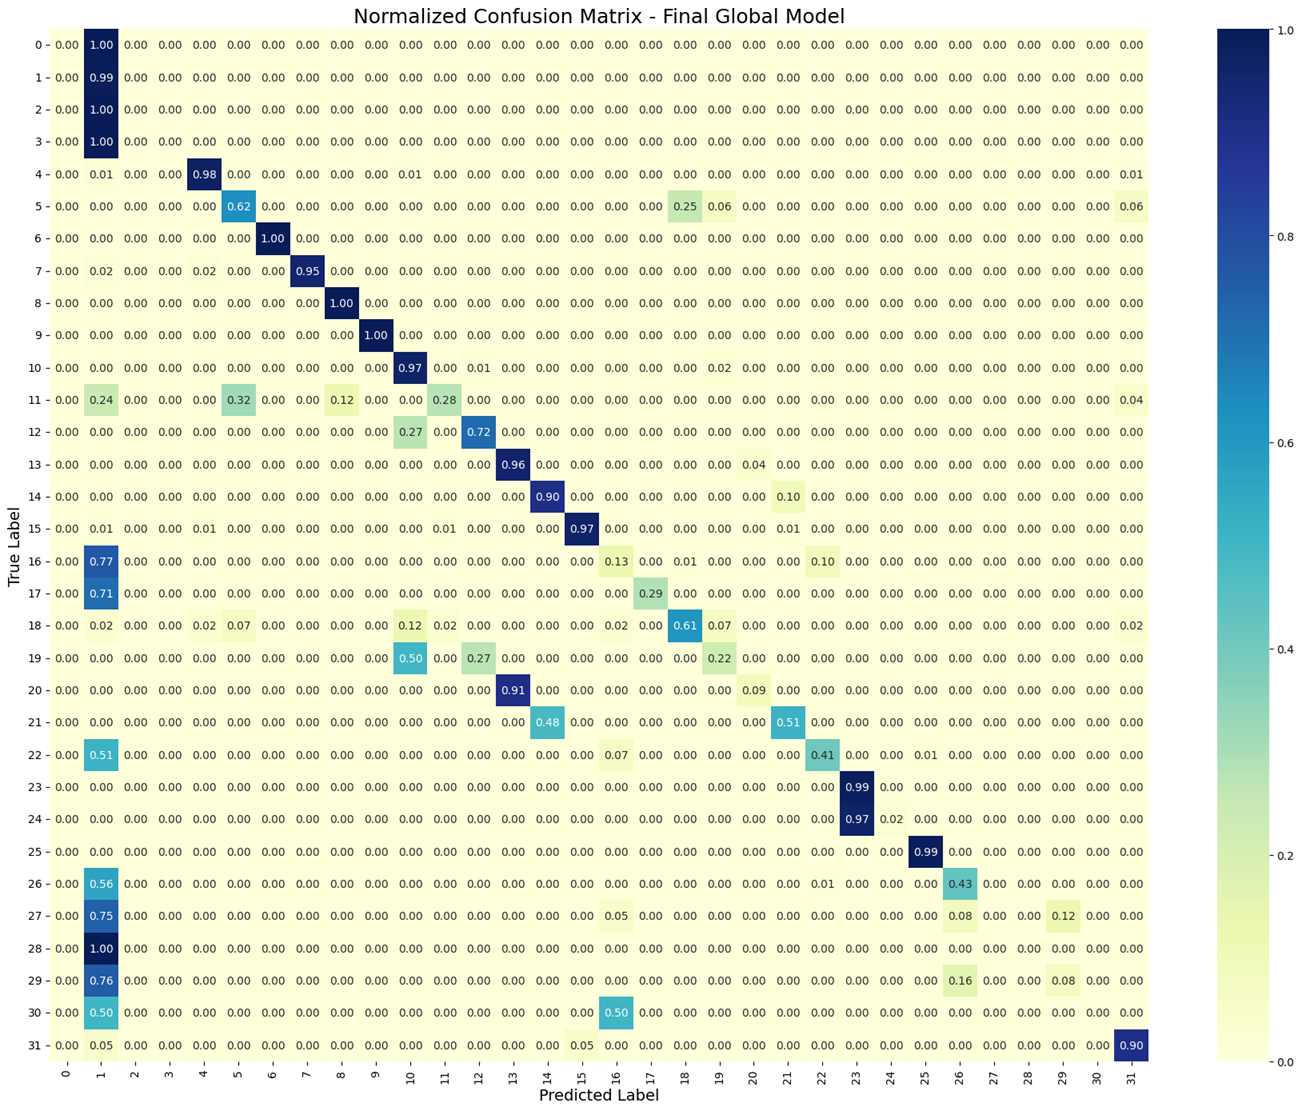 Normalized Confusion Matrix - Final Global Model
0 0.00 1.00 0.00 0.00 0.00 0.00 0.00 0.00 0.00 0.00 0.00 0.00 0.00 0.00 0.00 0.00 0.00 0.00 0.00 0.00 0.00 0.00 0.00 0.00 0.00 0.00 0.00 0.00 0.00 0.00 0.00 0.00
1 0.00 0.99 0.00 0.00 0.00 0.00 0.00 0.00 0.00 0.00 0.00 0.00 0.00 0.00 0.00 0.00 0.00 0.00 0.00 0.00 0.00 0.00 0.00 0.00 0.00 0.00 0.00 0.00 0.00 0.00 0.00 0.00
2 0.00 1.00 0.00 0.00 0.00 0.00 0.00 0.00 0.00 0.00 0.00 0.00 0.00 0.00 0.00 0.00 0.00 0.00 0.00 0.00 0.00 0.00 0.00 0.00 0.00 0.00 0.00 0.00 0.00 0.00 0.00 0.00
3 0.00 1.00 0.00 0.00 0.00 0.00 0.00 0.00 0.00 0.00 0.00 0.00 0.00 0.00 0.00 0.00 0.00 0.00 0.00 0.00 0.00 0.00 0.00 0.00 0.00 0.00 0.00 0.00 0.00 0.00 0.00 0.00
4 0.00 0.01 0.00 0.00 0.98 0.00 0.00 0.00 0.00 0.00 0.01 0.00 0.00 0.00 0.00 0.00 0.00 0.00 0.00 0.00 0.00 0.00 0.00 0.00 0.00 0.00 0.00 0.00 0.00 0.00 0.00 0.01
5 0.00 0.00 0.00 0.00 0.00 0.62 0.00 0.00 0.00 0.00 0.00 0.00 0.00 0.00 0.00 0.00 0.00 0.00 0.25 0.06 0.00 0.00 0.00 0.00 0.00 0.00 0.00 0.00 0.00 0.00 0.00 0.06
6 0.00 0.00 0.00 0.00 0.00 0.00 1.00 0.00 0.00 0.00 0.00 0.00 0.00 0.00 0.00 0.00 0.00 0.00 0.00 0.00 0.00 0.00 0.00 0.00 0.00 0.00 0.00 0.00 0.00 0.00 0.00 0.00
7 0.00 0.02 0.00 0.00 0.02 0.00 0.00 0.95 0.00 0.00 0.00 0.00 0.00 0.00 0.00 0.00 0.00 0.00 0.00 0.00 0.00 0.00 0.00 0.00 0.00 0.00 0.00 0.00 0.00 0.00 0.00 0.00
8 0.00 0.00 0.00 0.00 0.00 0.00 0.00 0.00 1.00 0.00 0.00 0.00 0.00 0.00 0.00 0.00 0.00 0.00 0.00 0.00 0.00 0.00 0.00 0.00 0.00 0.00 0.00 0.00 0.00 0.00 0.00 0.00
9 0.00 0.00 0.00 0.00 0.00 0.00 0.00 0.00 0.00 1.00 0.00 0.00 0.00 0.00 0.00 0.00 0.00 0.00 0.00 0.00 0.00 0.00 0.00 0.00 0.00 0.00 0.00 0.00 0.00 0.00 0.00 0.00
10 0.00 0.00 0.00 0.00 0.00 0.00 0.00 0.00 0.00 0.00 0.97 0.00 0.01 0.00 0.00 0.00 0.00 0.00 0.00 0.02 0.00 0.00 0.00 0.00 0.00 0.00 0.00 0.00 0.00 0.00 0.00 0.00
11 0.00 0.24 0.00 0.00 0.00 0.32 0.00 0.00 0.12 0.00 0.00 0.28 0.00 0.00 0.00 0.00 0.00 0.00 0.00 0.00 0.00 0.00 0.00 0.00 0.00 0.00 0.00 0.00 0.00 0.00 0.00 0.04
12 0.00 0.00 0.00 0.00 0.00 0.00 0.00 0.00 0.00 0.00 0.27 0.00 0.72 0.00 0.00 0.00 0.00 0.00 0.00 0.00 0.00 0.00 0.00 0.00 0.00 0.00 0.00 0.00 0.00 0.00 0.00 0.00
13 0.00 0.00 0.00 0.00 0.00 0.00 0.00 0.00 0.00 0.00 0.00 0.00 0.00 0.96 0.00 0.00 0.00 0.00 0.00 0.00 0.04 0.00 0.00 0.00 0.00 0.00 0.00 0.00 0.00 0.00 0.00 0.00
14 0.00 0.00 0.00 0.00 0.00 0.00 0.00 0.00 0.00 0.00 0.00 0.00 0.00 0.00 0.90 0.00 0.00 0.00 0.00 0.00 0.00 0.10 0.00 0.00 0.00 0.00 0.00 0.00 0.00 0.00 0.00 0.00
15 0.00 0.01 0.00 0.00 0.01 0.00 0.00 0.00 0.00 0.00 0.00 0.01 0.00 0.00 0.00 0.97 0.00 0.00 0.00 0.00 0.00 0.01 0.00 0.00 0.00 0.00 0.00 0.00 0.00 0.00 0.00 0.00
16 0.00 0.77 0.00 0.00 0.00 0.00 0.00 0.00 0.00 0.00 0.00 0.00 0.00 0.00 0.00 0.00 0.13 0.00 0.01 0.00 0.00 0.00 0.10 0.00 0.00 0.00 0.00 0.00 0.00 0.00 0.00 0.00
17 0.00 0.71 0.00 0.00 0.00 0.00 0.00 0.00 0.00 0.00 0.00 0.00 0.00 0.00 0.00 0.00 0.00 0.29 0.00 0.00 0.00 0.00 0.00 0.00 0.00 0.00 0.00 0.00 0.00 0.00 0.00 0.00
18 0.00 0.02 0.00 0.00 0.02 0.07 0.00 0.00 0.00 0.00 0.12 0.02 0.00 0.00 0.00 0.00 0.02 0.00 0.61 0.07 0.00 0.00 0.00 0.00 0.00 0.00 0.00 0.00 0.00 0.00 0.00 0.02
19 0.00 0.00 0.00 0.00 0.00 0.00 0.00 0.00 0.00 0.00 0.50 0.00 0.27 0.00 0.00 0.00 0.00 0.00 0.00 0.22 0.00 0.00 0.00 0.00 0.00 0.00 0.00 0.00 0.00 0.00 0.00 0.00
20 0.00 0.00 0.00 0.00 0.00 0.00 0.00 0.00 0.00 0.00 0.00 0.00 0.00 0.91 0.00 0.00 0.00 0.00 0.00 0.00 0.09 0.00 0.00 0.00 0.00 0.00 0.00 0.00 0.00 0.00 0.00 0.00
21 0.00 0.00 0.00 0.00 0.00 0.00 0.00 0.00 0.00 0.00 0.00 0.00 0.00 0.00 0.48 0.00 0.00 0.00 0.00 0.00 0.00 0.51 0.00 0.00 0.00 0.00 0.00 0.00 0.00 0.00 0.00 0.00
22 0.00 0.51 0.00 0.00 0.00 0.00 0.00 0.00 0.00 0.00 0.00 0.00 0.00 0.00 0.00 0.00 0.07 0.00 0.00 0.00 0.00 0.00 0.41 0.00 0.00 0.01 0.00 0.00 0.00 0.00 0.00 0.00
23 0.00 0.00 0.00 0.00 0.00 0.00 0.00 0.00 0.00 0.00 0.00 0.00 0.00 0.00 0.00 0.00 0.00 0.00 0.00 0.00 0.00 0.00 0.00 0.99 0.00 0.00 0.00 0.00 0.00 0.00 0.00 0.00
24 0.00 0.00 0.00 0.00 0.00 0.00 0.00 0.00 0.00 0.00 0.00 0.00 0.00 0.00 0.00 0.00 0.00 0.00 0.00 0.00 0.00 0.00 0.00 0.97 0.02 0.00 0.00 0.00 0.00 0.00 0.00 0.00
25 0.00 0.00 0.00 0.00 0.00 0.00 0.00 0.00 0.00 0.00 0.00 0.00 0.00 0.00 0.00 0.00 0.00 0.00 0.00 0.00 0.00 0.00 0.00 0.00 0.00 0.99 0.00 0.00 0.00 0.00 0.00 0.00
26 0.00 0.56 0.00 0.00 0.00 0.00 0.00 0.00 0.00 0.00 0.00 0.00 0.00 0.00 0.00 0.00 0.00 0.00 0.00 0.00 0.00 0.00 0.01 0.00 0.00 0.00 0.43 0.00 0.00 0.00 0.00 0.00
27 0.00 0.75 0.00 0.00 0.00 0.00 0.00 0.00 0.00 0.00 0.00 0.00 0.00 0.00 0.00 0.00 0.05 0.00 0.00 0.00 0.00 0.00 0.00 0.00 0.00 0.00 0.08 0.00 0.00 0.12 0.00 0.00
28 0.00 1.00 0.00 0.00 0.00 0.00 0.00 0.00 0.00 0.00 0.00 0.00 0.00 0.00 0.00 0.00 0.00 0.00 0.00 0.00 0.00 0.00 0.00 0.00 0.00 0.00 0.00 0.00 0.00 0.00 0.00 0.00
29 0.00 0.76 0.00 0.00 0.00 0.00 0.00 0.00 0.00 0.00 0.00 0.00 0.00 0.00 0.00 0.00 0.00 0.00 0.00 0.00 0.00 0.00 0.00 0.00 0.00 0.00 0.16 0.00 0.00 0.08 0.00 0.00
30 0.00 0.50 0.00 0.00 0.00 0.00 0.00 0.00 0.00 0.00 0.00 0.00 0.00 0.00 0.00 0.00 0.50 0.00 0.00 0.00 0.00 0.00 0.00 0.00 0.00 0.00 0.00 0.00 0.00 0.00 0.00 0.00
31 0.00 0.05 0.00 0.00 0.00 0.00 0.00 0.00 0.00 0.00 0.00 0.00 0.00 0.00 0.00 0.05 0.00 0.00 0.00 0.00 0.00 0.00 0.00 0.00 0.00 0.00 0.00 0.00 0.00 0.00 0.00 0.90
0 1 2 3 4 5 6 7 8 9 10 11 12 13 14 15 16 17 18 19 20 21 22 23 24 25 26 27 28 29 30 31
Predicted Label
True Label
1.0
0.8
0.6
0.4
0.2
0.0